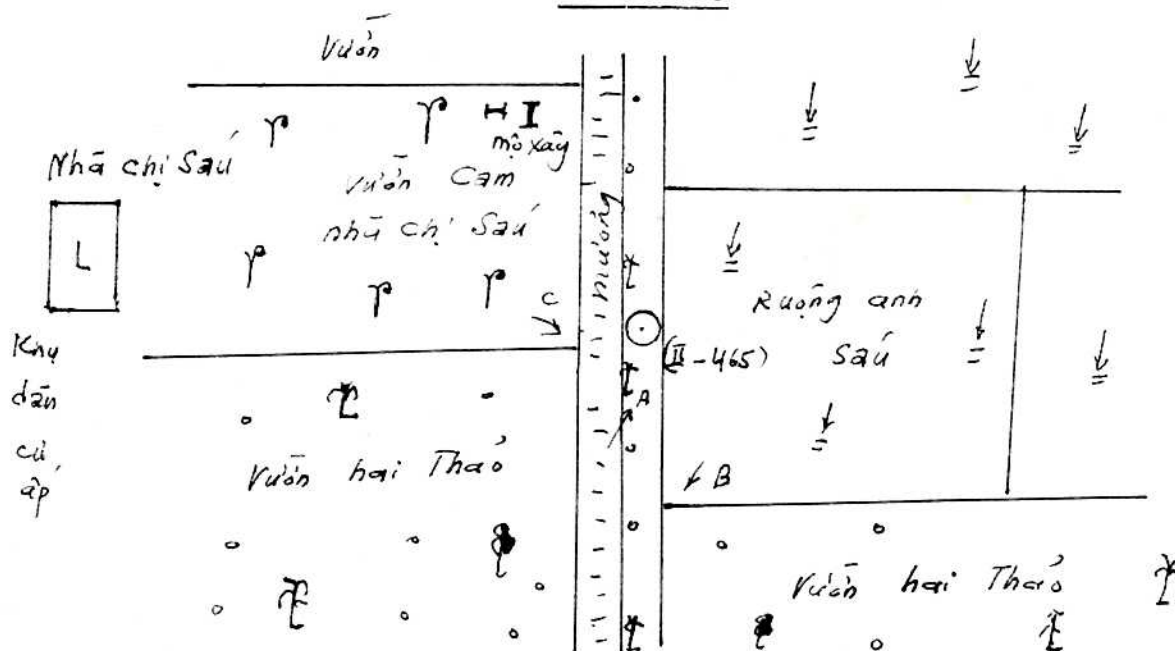 Vườn
Nhà chị Sáu
L
H I
mộ xây
Vườn Cam
nhà chị Sáu
mương
C
Khu
dân
cư
ấp
(II-465)
Ruộng anh
Sáu
A
B
Vườn hai Thảo
Vườn hai Thảo